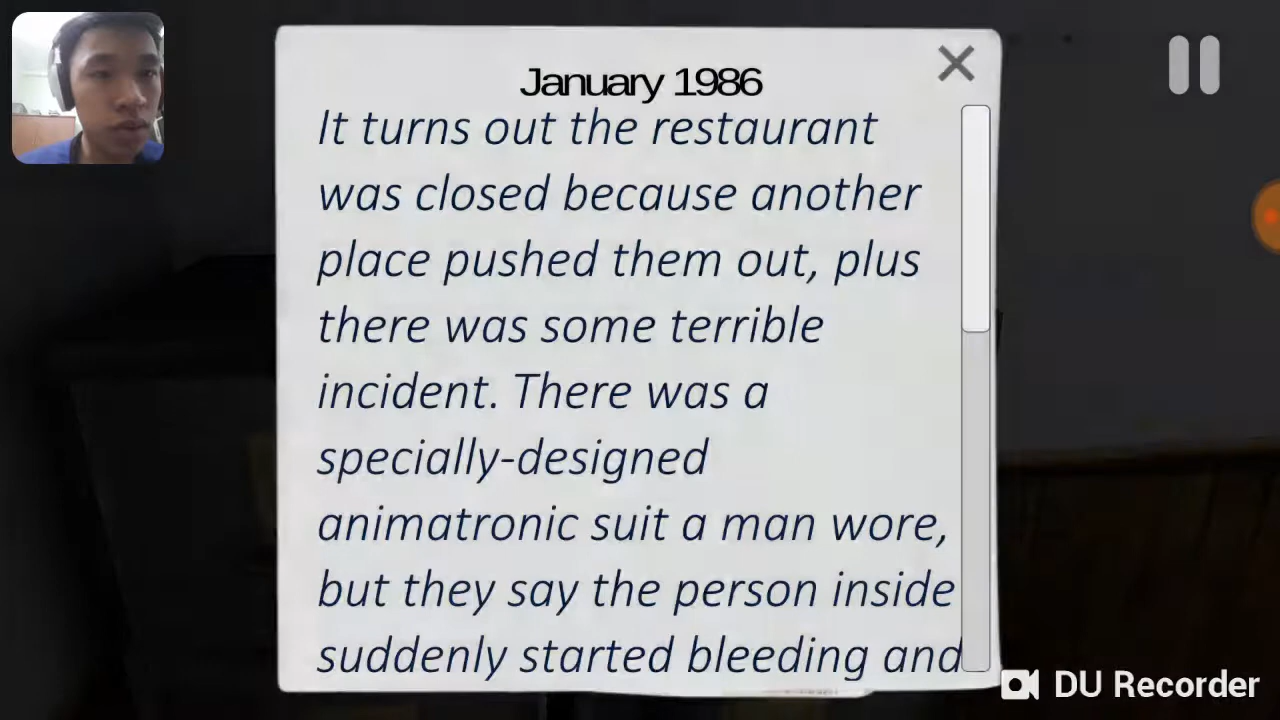 January 1986
It turns out the restaurant
was closed because another
place pushed them out, plus
there was some terrible
incident. There was a
specially-designed
animatronic suit a man wore,
but they say the person inside
suddenly started bleeding and
DU Recorder